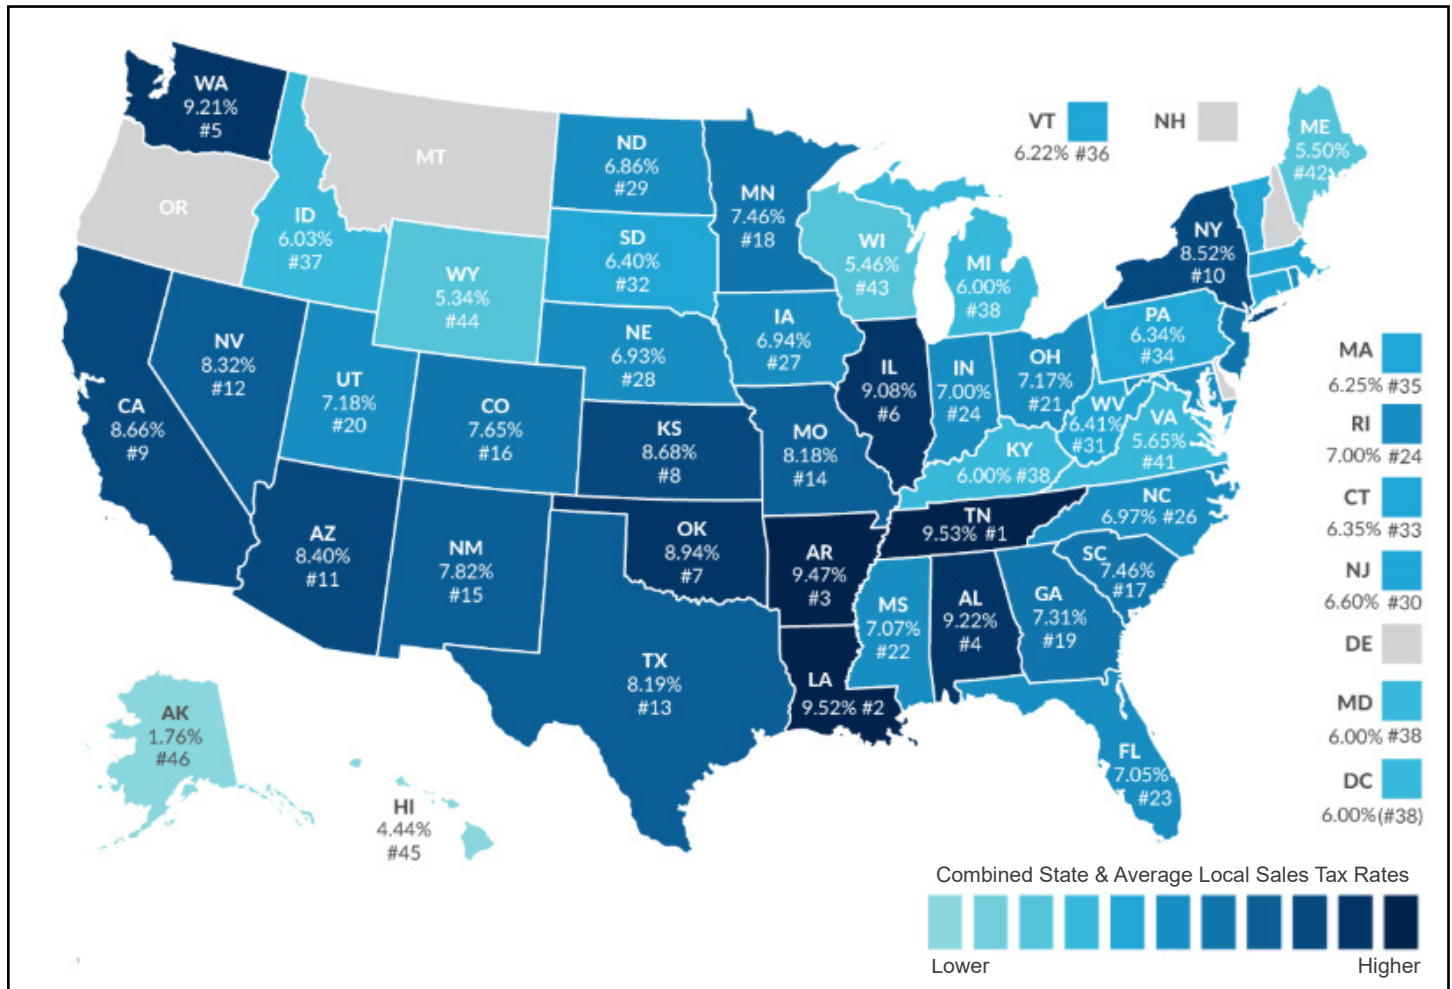 WA
9.21%
#5
MT
OR
ID
6.03%
#37
WY
5.34%
#44
ND
6.86%
#29
SD
6.40%
#32
NE
6.93%
#28
MN
7.46%
#18
IA
6.94%
#27
WI
5.46%
#43
MI
6.00%
#38
VT
6.22% #36
NH
ME
5.50%
#42
NY
8.52%
#10
PA
6.34%
#34
NV
8.32%
#12
CA
8.66%
#9
UT
7.18%
#20
CO
7.65%
#16
KS
8.68%
#8
MO
8.18%
#14
IL
9.08%
#6
IN
7.00%
#24
OH
7.17%
#21
WV
6.41%
#31
VA
5.65%
#41
KY
6.00% #38
NC
6.97% #26
TN
9.53% #1
SC
7.46%
#17
AZ
8.40%
#11
NM
7.82%
#15
OK
8.94%
#7
AR
9.47%
#3
MS
7.07%
#22
AL
9.22%
#4
GA
7.31%
#19
TX
8.19%
#13
LA
9.52% #2
FL
7.05%
#23
AK
1.76%
#46
HI
4.44%
#45
MA
6.25% #35
RI
7.00% #24
CT
6.35% #33
NJ
6.60% #30
DE
MD
6.00% #38
DC
6.00%(#38)
Combined State & Average Local Sales Tax Rates
Lower
Higher